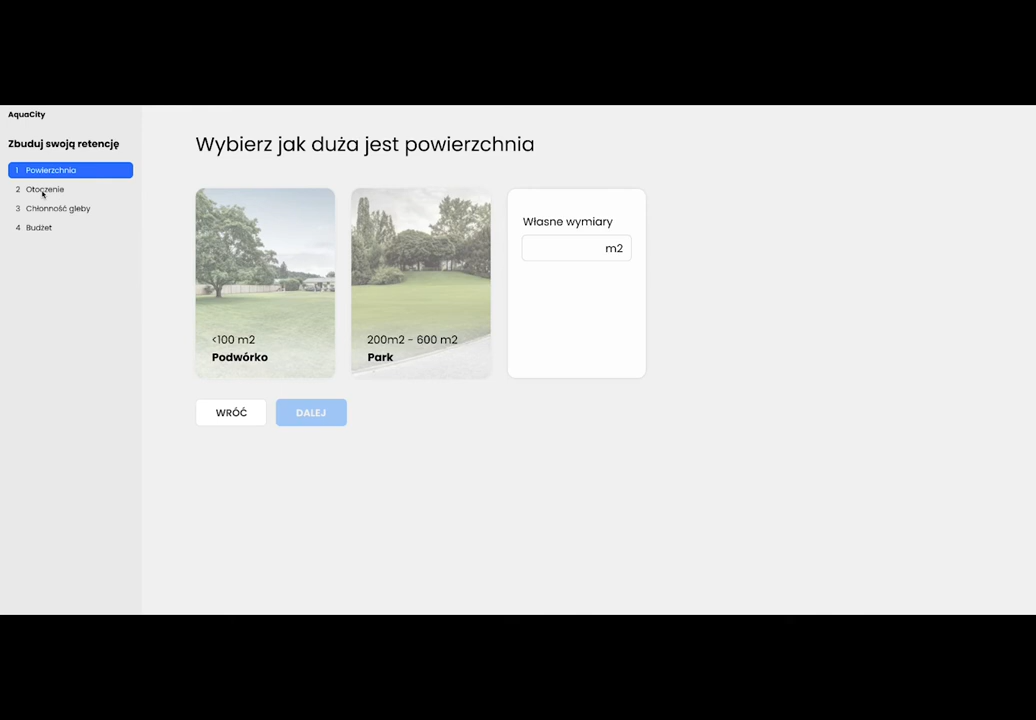 AquaCity
Zbuduj swoją retencję
1 Powierzchnia
2 Otoczenie
3 Chłonność gleby
4 Budżet
Wybierz jak duża jest powierzchnia
<100 m2
Podwórko
200m2 - 600 m2
Park
Własne wymiary
m2
WRÓĆ
DALEJ